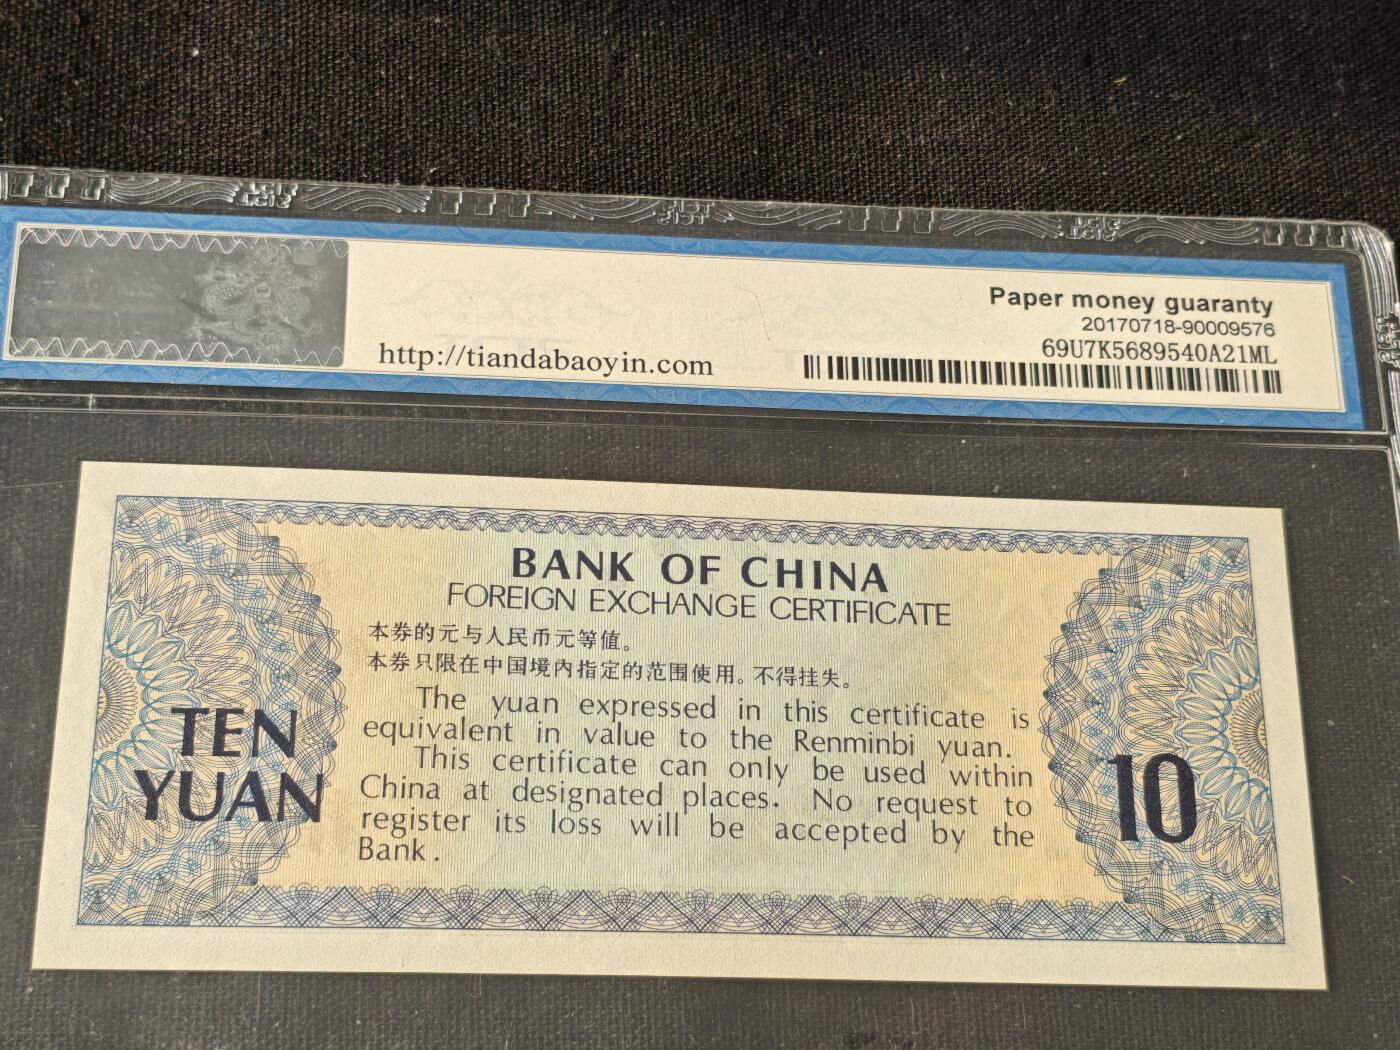 Paper money guaranty
20170718-90009576
69U7K5689540A21ML
http://tiandabaoyin.com
BANK OF CHINA
FOREIGN EXCHANGE CERTIFICATE
本券的元与人民币元等值。
本券只限在中国境内指定的范围使用。不得挂失。
The yuan expressed in this certificate is
equivalent in value to the Renminbi yuan.
This certificate can only be used within
China at designated places. No request to
register its loss will be accepted by the
Bank.
TEN
YUAN
10